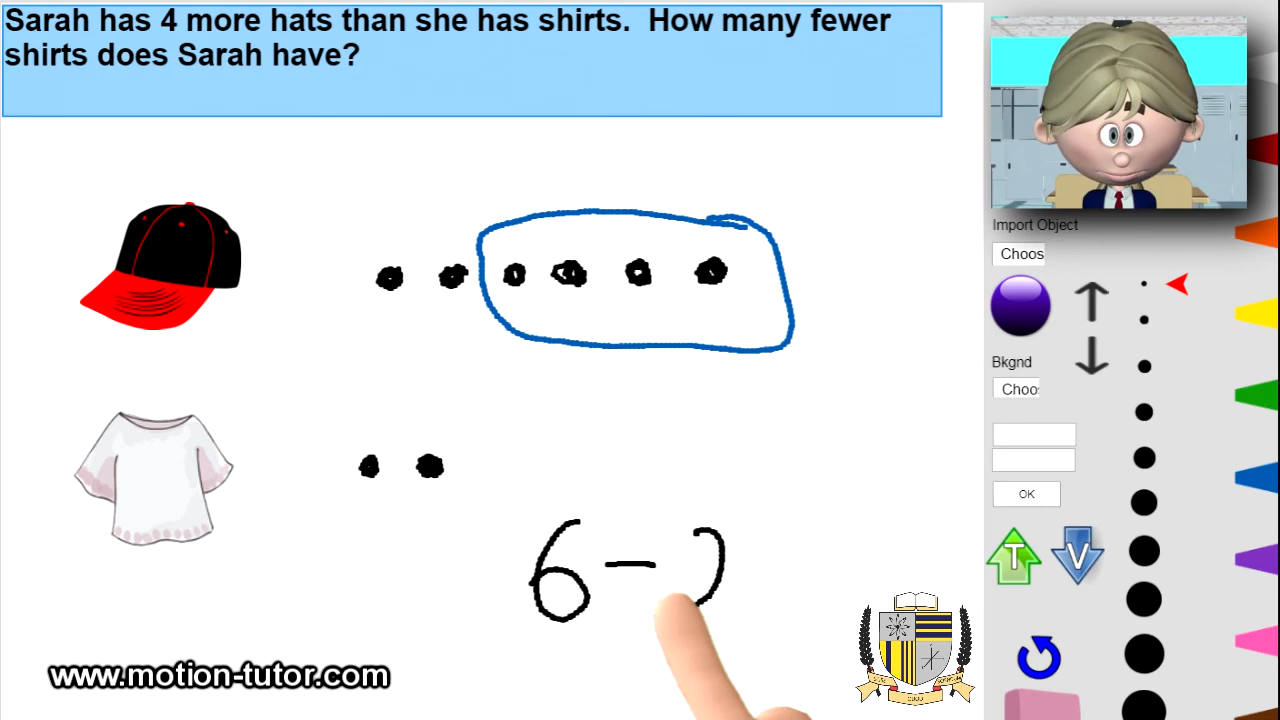 Sarah has 4 more hats than she has shirts. How many fewer
shirts does Sarah have?
Import Object
Choos
Bkgnd
Choo
OK
T
V
6 -
www.motion-tutor.com